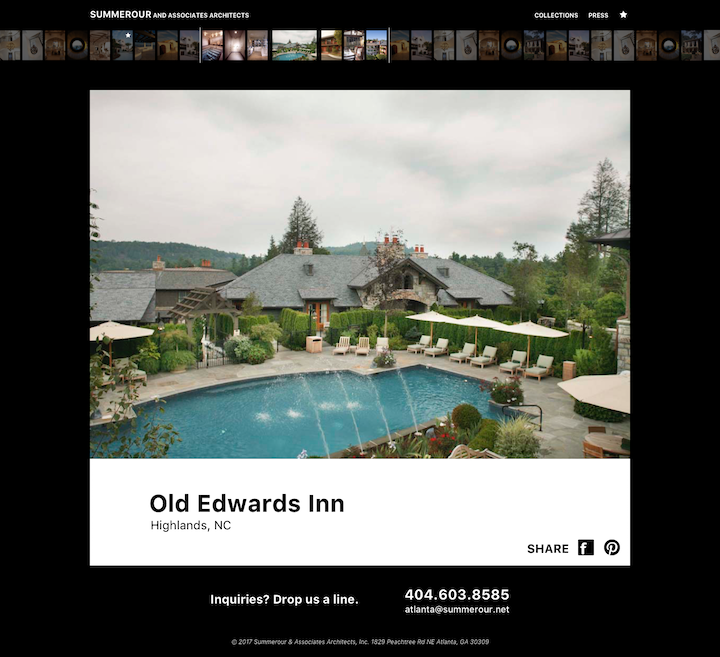 SUMMEROUR AND ASSOCIATES ARCHITECTS
COLLECTIONS PRESS
Old Edwards Inn
Highlands, NC
SHARE
Inquiries? Drop us a line.
404.603.8585
atlanta@summerour.net
© 2017 Summerour & Associates Architects, Inc. 1829 Peachtree Rd NE Atlanta, GA 30309